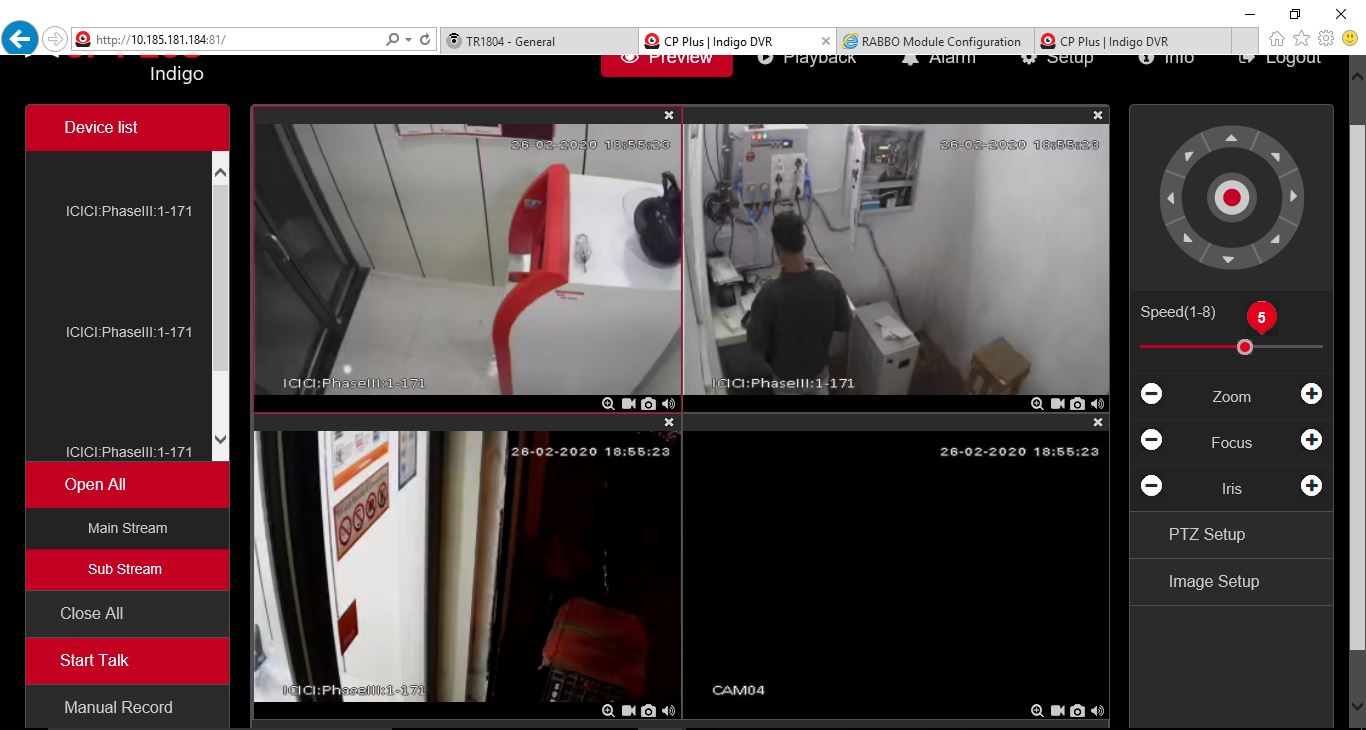 http://10.185.181.184:81/
TR1804 - General
CP Plus | Indigo DVR
RABBO Module Configuration
CP Plus | Indigo DVR
Indigo
Preview
Playback
Alarm
Setup
Info
Logout
Device list
ICICI:PhaseIII:1-171
ICICI:PhaseIII:1-171
ICICI:PhaseIII:1-171
Open All
Main Stream
Sub Stream
Close All
Start Talk
Manual Record
26-02-2020 18:55:23
ICICI:PhaseIII:1-171
26-02-2020 18:55:23
ICICI:PhaseIII:1-171
26-02-2020 18:55:23
ICICI:PhaseIII:1-171
26-02-2020 18:55:23
CAM04
Speed(1-8)
5
Zoom
Focus
Iris
PTZ Setup
Image Setup